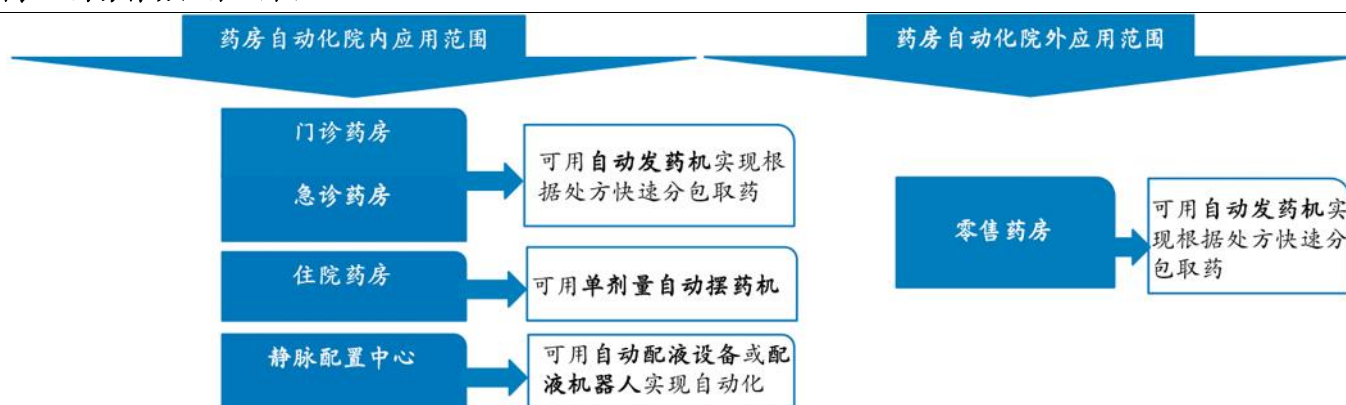 药房自动化院内应用范围
药房自动化院外应用范围
门诊药房
急诊药房
可用自动发药机实现根
据处方快速分包取药
住院药房
可用单剂量自动摆药机
静脉配置中心
可用自动配液设备或配
液机器人实现自动化
零售药房
可用自动发药机实
现根据处方快速分
包取药